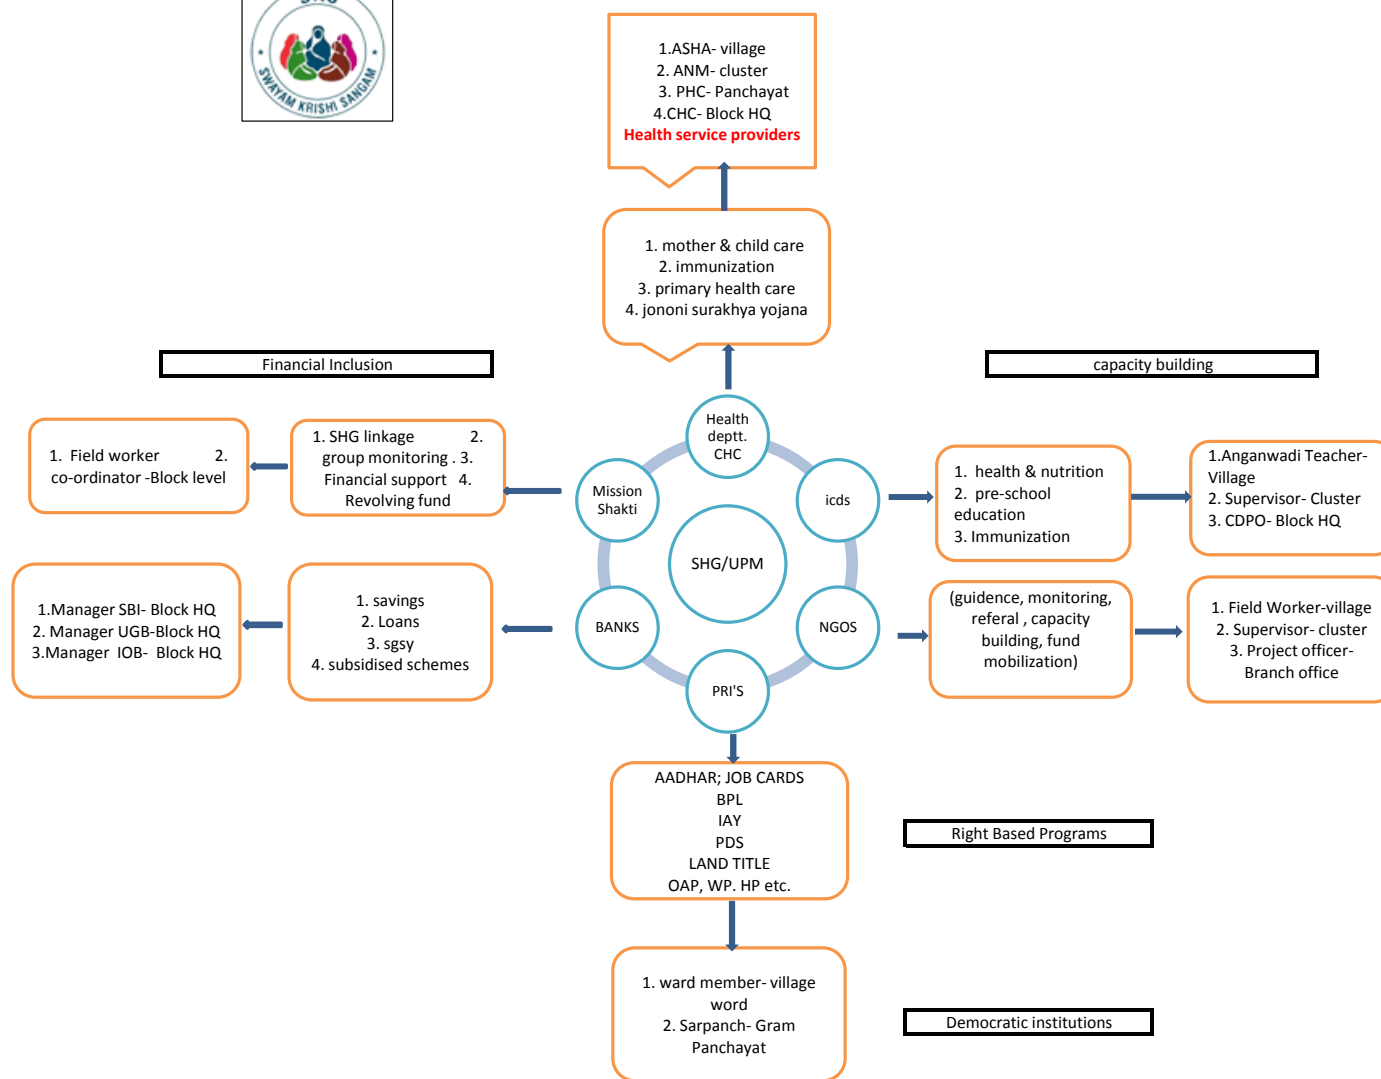 SWAYAM KRISHI SANGAM
1.ASHA- village
2. ANM- cluster
3. PHC- Panchayat
4.CHC- Block HQ
Health service providers
1. mother & child care
2. immunization
3. primary health care
4. jononi surakhya yojana
Financial Inclusion
capacity building
1. Field worker 2.
co-ordinator -Block level
1. SHG linkage 2.
group monitoring . 3.
Financial support 4.
Revolving fund
Mission
Shakti
Health
deptt.
CHC
icds
1. health & nutrition
2. pre-school
education
3. Immunization
1.Anganwadi Teacher-
Village
2. Supervisor- Cluster
3. CDPO- Block HQ
SHG/UPM
1.Manager SBI- Block HQ
2. Manager UGB-Block HQ
3.Manager IOB- Block HQ
1. savings
2. Loans
3. sgsy
4. subsidised schemes
BANKS
NGOS
(guidence, monitoring,
referal , capacity
building, fund
mobilization)
1. Field Worker-village
2. Supervisor- cluster
3. Project officer-
Branch office
PRI'S
AADHAR; JOB CARDS
BPL
IAY
PDS
LAND TITLE
OAP, WP. HP etc.
Right Based Programs
1. ward member- village
word
2. Sarpanch- Gram
Panchayat
Democratic institutions